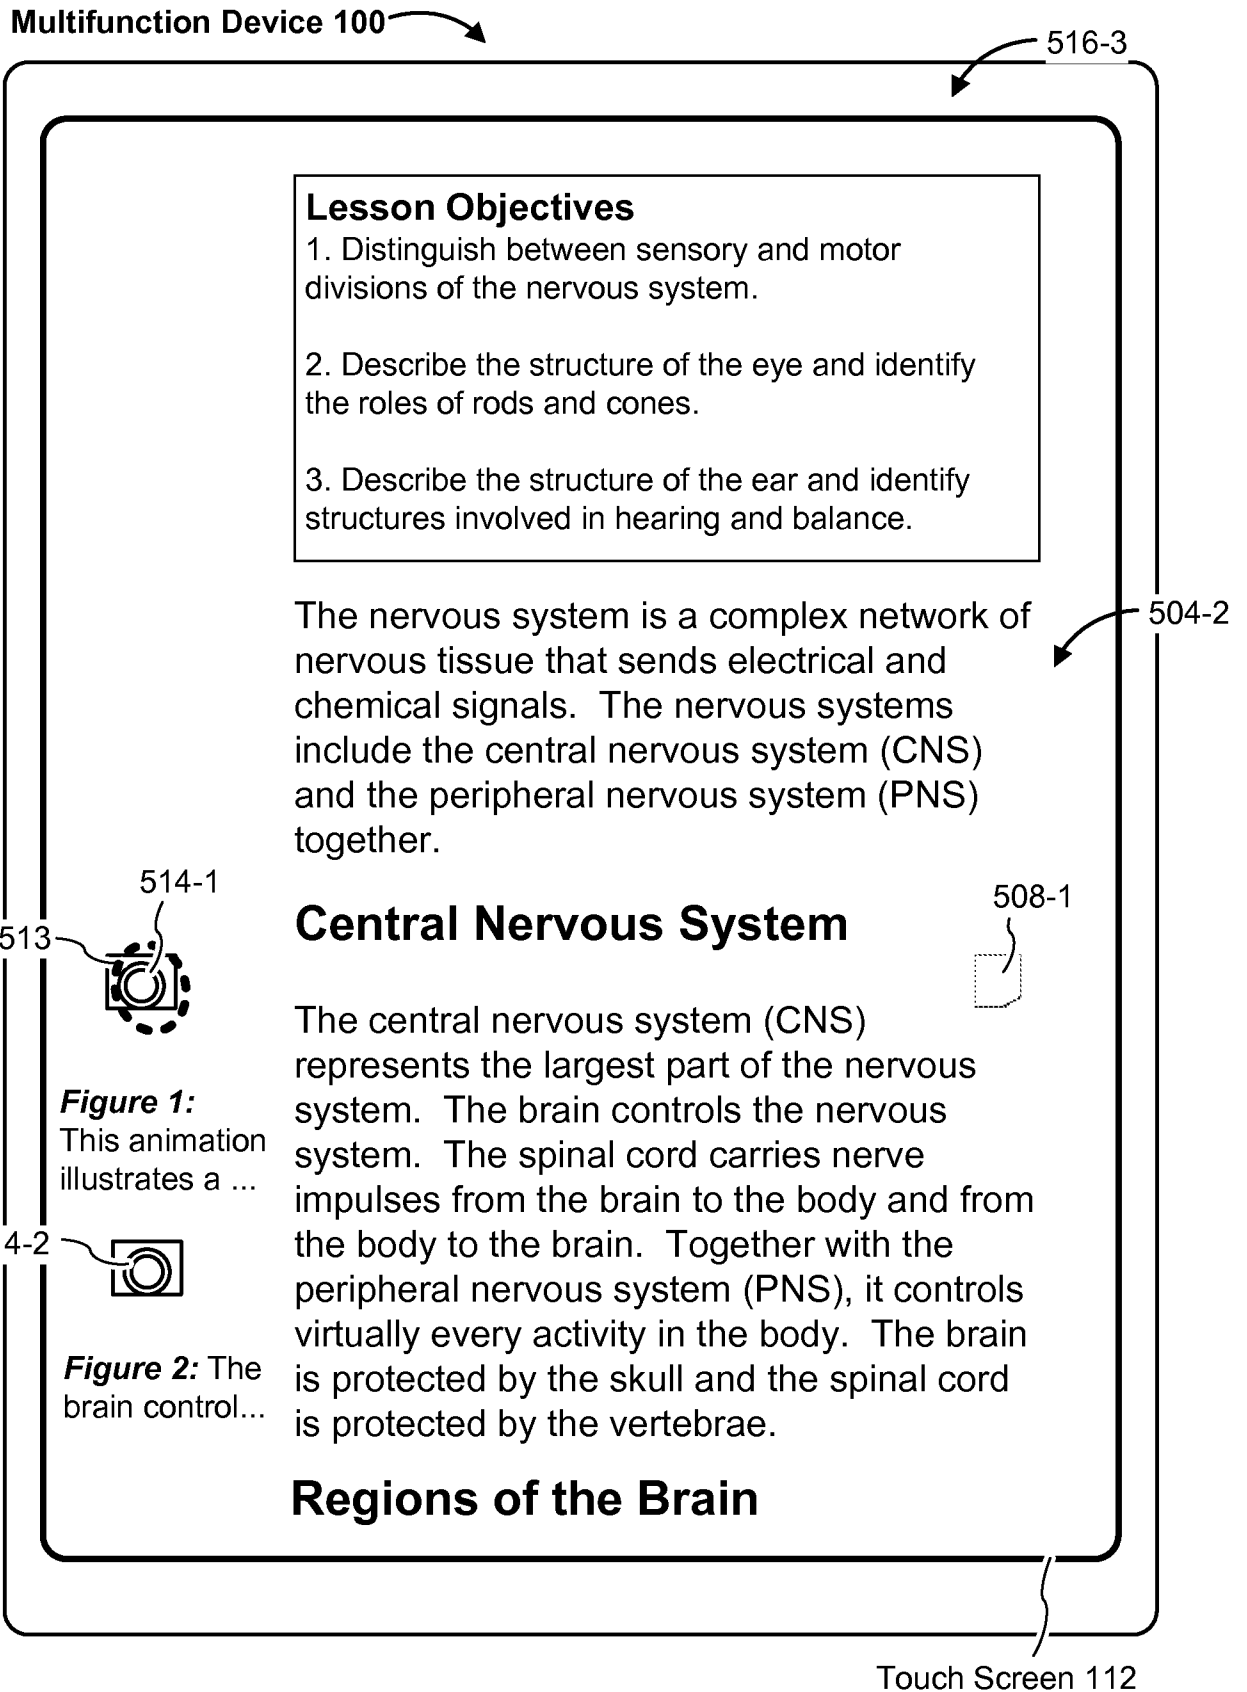 Multifunction Device 100
516-3
Lesson Objectives
1. Distinguish between sensory and motor
divisions of the nervous system.
2. Describe the structure of the eye and identify
the roles of rods and cones.
3. Describe the structure of the ear and identify
structures involved in hearing and balance.
The nervous system is a complex network of
nervous tissue that sends electrical and
chemical signals.  The nervous systems
include the central nervous system (CNS)
and the peripheral nervous system (PNS)
together.
504-2
514-1
513
Central Nervous System
508-1
The central nervous system (CNS)
represents the largest part of the nervous
system.  The brain controls the nervous
system.  The spinal cord carries nerve
impulses from the brain to the body and from
the body to the brain.  Together with the
peripheral nervous system (PNS), it controls
virtually every activity in the body.  The brain
is protected by the skull and the spinal cord
is protected by the vertebrae.
Figure 1:
This animation
illustrates a ...
4-2
Figure 2: The
brain control...
Regions of the Brain
Touch Screen 112